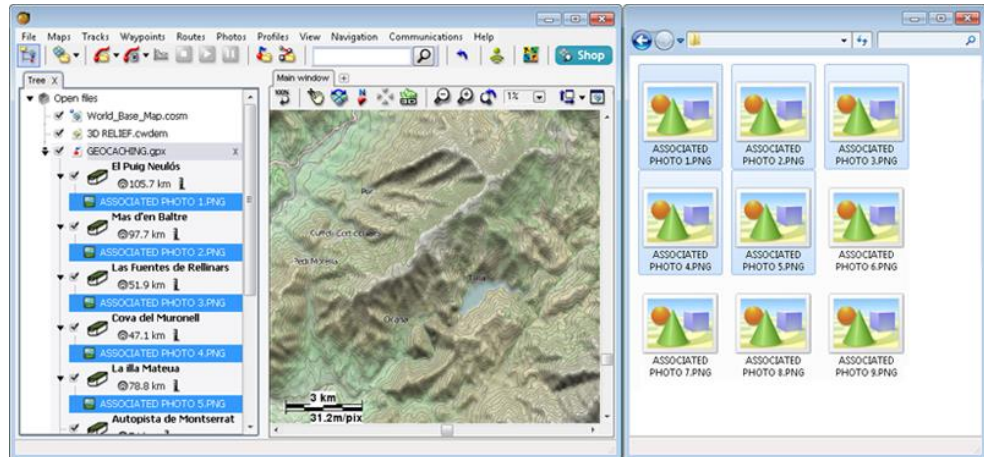 File Maps Tracks Waypoints Routes Photos Profiles View Navigation Communications Help
Shop
Tree X
Main window
100%
1%
Open files
World_Base_Map.cosm
3D RELIEF.cwdem
GEOCACHING.gpx x
El Puig Neulós
105.7 km
ASSOCIATED PHOTO 1.PNG
Mas d'en Baltre
97.7 km
ASSOCIATED PHOTO 2.PNG
Las Fuentes de Rellinars
51.9 km
ASSOCIATED PHOTO 3.PNG
Cova del Muronell
47.1 km
ASSOCIATED PHOTO 4.PNG
La illa Mateua
78.8 km
ASSOCIATED PHOTO 5.PNG
Autopista de Montserrat
3 km
31.2m/pix
ASSOCIATED PHOTO 1.PNG
ASSOCIATED PHOTO 2.PNG
ASSOCIATED PHOTO 3.PNG
ASSOCIATED PHOTO 4.PNG
ASSOCIATED PHOTO 5.PNG
ASSOCIATED PHOTO 6.PNG
ASSOCIATED PHOTO 7.PNG
ASSOCIATED PHOTO 8.PNG
ASSOCIATED PHOTO 9.PNG